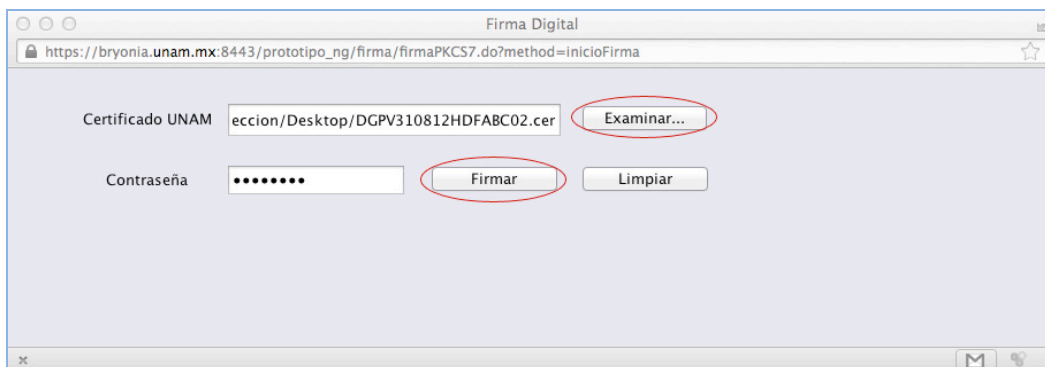 Firma Digital
https://bryonia.unam.mx:8443/prototipo_ng/firma/firmaPKCS7.do?method=inicioFirma
Certificado UNAM eccion/Desktop/DGPV310812HDFABC02.cer Examinar...
Contraseña •••••••• Firmar Limpiar